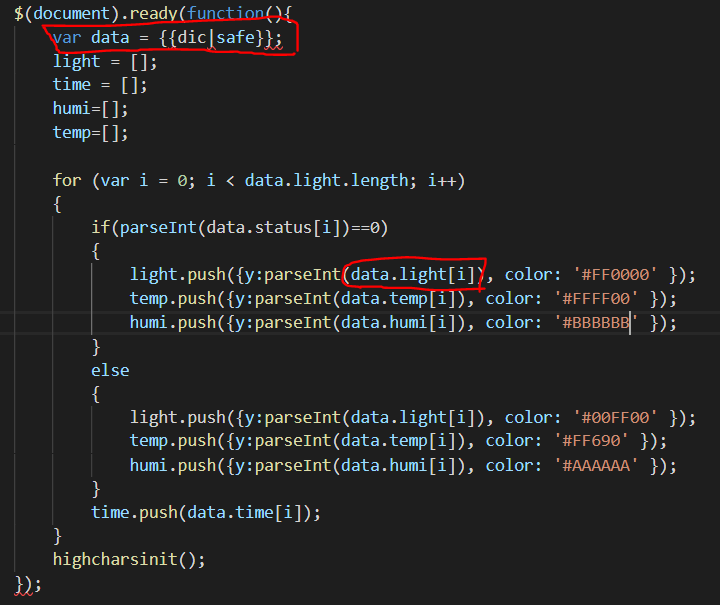 $(document).ready(function(){
var data = {{dic|safe}};
light = [];
time = [];
humi=[];
temp=[];
for (var i = 0; i < data.light.length; i++)
{
if(parseInt(data.status[i])==0)
{
light.push({y:parseInt(data.light[i]), color: '#FF0000' });
temp.push({y:parseInt(data.temp[i]), color: '#FFFF00' });
humi.push({y:parseInt(data.humi[i]), color: '#BBBBBB' });
}
else
{
light.push({y:parseInt(data.light[i]), color: '#00FF00' });
temp.push({y:parseInt(data.temp[i]), color: '#FF690' });
humi.push({y:parseInt(data.humi[i]), color: '#AAAAAA' });
}
time.push(data.time[i]);
}
highcharsinit();
});